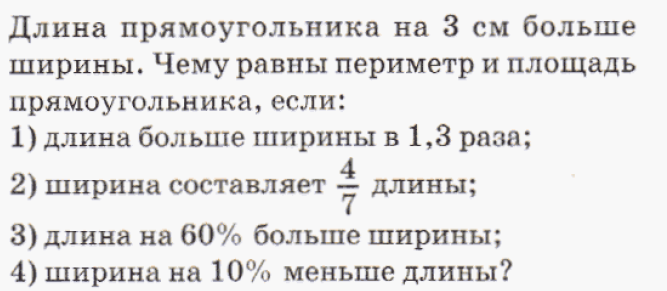 Длина прямоугольника на 3 см больше
ширины. Чему равны периметр и площадь
прямоугольника, если:
1) длина больше ширины в 1,3 раза;
2) ширина составляет 4/7 длины;
3) длина на 60% больше ширины;
4) ширина на 10% меньше длины?